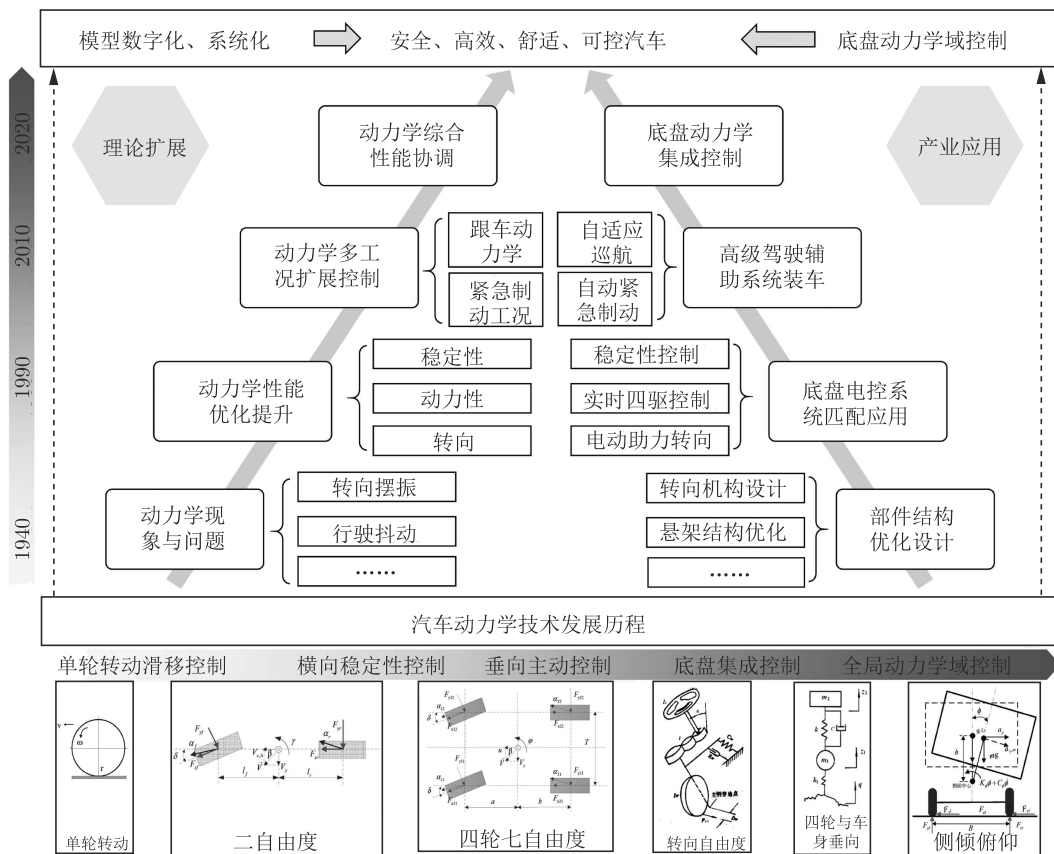 模型数字化、系统化
安全、高效、舒适、可控汽车
底盘动力学域控制
2020
理论扩展
动力学综合
性能协调
底盘动力学
集成控制
产业应用
2010
动力学多工
况扩展控制
跟车动
力学
紧急制
动工况
自适应
巡航
自动紧
急制动
高级驾驶辅
助系统装车
1990
动力学性能
优化提升
稳定性
动力性
转向
稳定性控制
实时四驱控制
电动助力转向
底盘电控系
统匹配应用
1940
动力学现
象与问题
转向摆振
行驶抖动
……
转向机构设计
悬架结构优化
……
部件结构
优化设计
汽车动力学技术发展历程
单轮转动滑移控制
横向稳定性控制
垂向主动控制
底盘集成控制
全局动力学域控制
v
ω
r
单轮转动
δ
β
γ
二自由度
δ
δ
u
β
φ
T
a
b
四轮七自由度
转向自由度
m₂
m₁
q
四轮与车
身垂向
ϕ
h
mg
B
侧倾俯仰